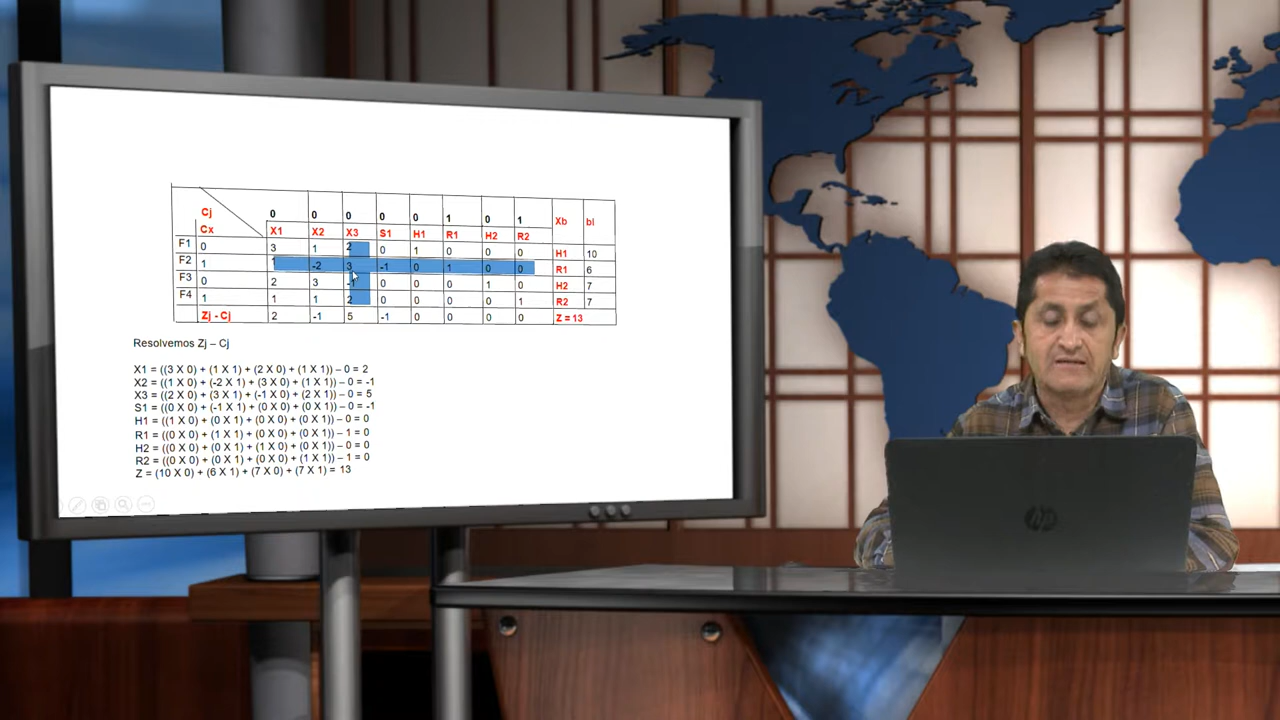 Cj 0 0 0 0 0 1 0 1 Xb bl
Cx X1 X2 X3 S1 H1 R1 H2 R2
F1 0 3 1 2 0 1 0 0 0 H1 10
F2 1 1 -2 3 -1 0 1 0 0 R1 6
F3 0 2 3 -1 0 0 0 1 0 H2 7
F4 1 1 1 2 0 0 0 0 1 R2 7
Zj - Cj 2 -1 5 -1 0 0 0 0 Z = 13
Resolvemos Zj – Cj
X1 = ((3 X 0) + (1 X 1) + (2 X 0) + (1 X 1)) – 0 = 2
X2 = ((1 X 0) + (-2 X 1) + (3 X 0) + (1 X 1)) – 0 = -1
X3 = ((2 X 0) + (3 X 1) + (-1 X 0) + (2 X 1)) – 0 = 5
S1 = ((0 X 0) + (-1 X 1) + (0 X 0) + (0 X 1)) – 0 = -1
H1 = ((1 X 0) + (0 X 1) + (0 X 0) + (0 X 1)) – 0 = 0
R1 = ((0 X 0) + (1 X 1) + (0 X 0) + (0 X 1)) – 1 = 0
H2 = ((0 X 0) + (0 X 1) + (1 X 0) + (0 X 1)) – 0 = 0
R2 = ((0 X 0) + (0 X 1) + (0 X 0) + (1 X 1)) – 1 = 0
Z = (10 X 0) + (6 X 1) + (7 X 0) + (7 X 1) = 13
hp